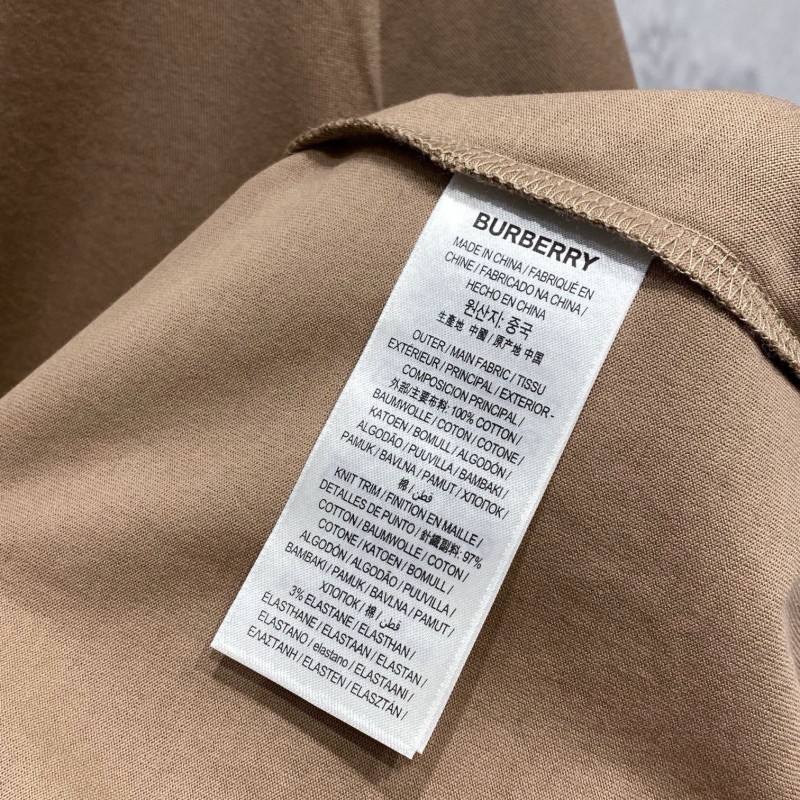 BURBERRY
MADE IN CHINA / FABRIQUÉ EN
CHINE / FABRICADO NA CHINA /
HECHO EN CHINA
원산지: 중국
生產地 中國 / 原产地 中国
OUTER / MAIN FABRIC / TISSU
EXTÉRIEUR / PRINCIPAL / EXTERIOR-
COMPOSICION PRINCIPAL /
外部/主要布料: 100% COTTON /
BAUMWOLLE / COTON / COTONE /
KATOEN / BOMULL / ALGODÓN /
ALGODÃO / PUUVILLA / BAMBAKI /
PAMUK / BAVLNA / PAMUT / ХЛОПОК /
棉 / قطن
KNIT TRIM / FINITION EN MAILLE /
DETALLES DE PUNTO / 針織副料: 97%
COTTON / BAUMWOLLE / COTON /
COTONE / KATOEN / BOMULL /
ALGODÓN / ALGODÃO / PUUVILLA /
BAMBAKI / PAMUK / BAVLNA / PAMUT /
ХЛОПОК / 棉 / قطن
3% ELASTANE / ELASTHAN /
ELASTHANE / ELASTAAN / ELASTAN /
ELASTANO / elastano / ELASTAANI /
ΕΛΑΣΤΑΝΗ / ELASTEN / ELASZTÁN /